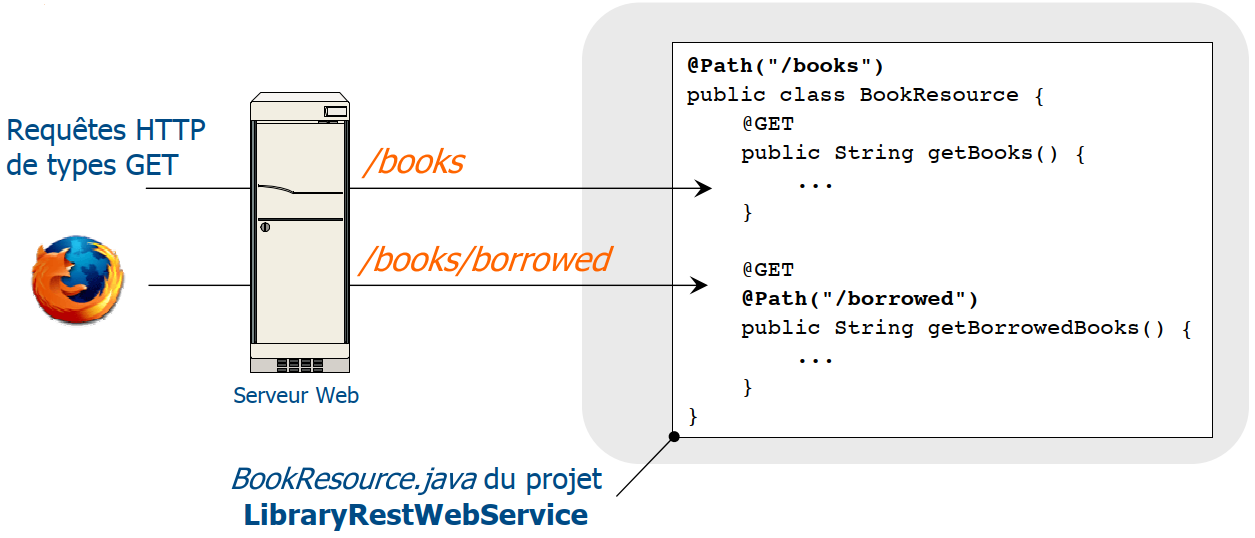 Requêtes HTTP
de types GET
/books
/books/borrowed
Serveur Web
@Path("/books")
public class BookResource {
@GET
public String getBooks() {
...
}
@GET
@Path("/borrowed")
public String getBorrowedBooks() {
...
}
}
BookResource.java du projet
LibraryRestWebService